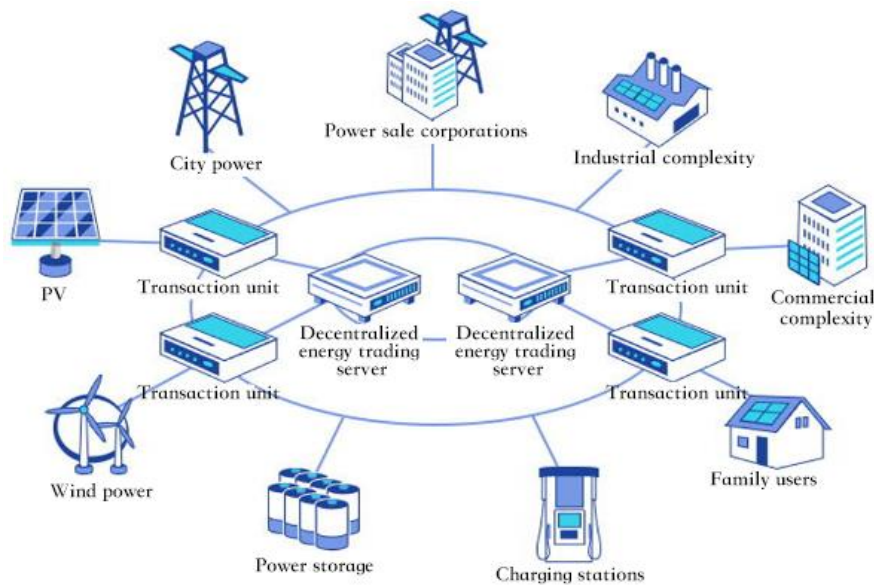 Power sale corporations
City power
Industrial complexity
PV
Transaction unit
Transaction unit
Commercial
complexity
Decentralized
energy trading
server
Decentralized
energy trading
server
Transaction unit
Transaction unit
Wind power
Family users
Power storage
Charging stations